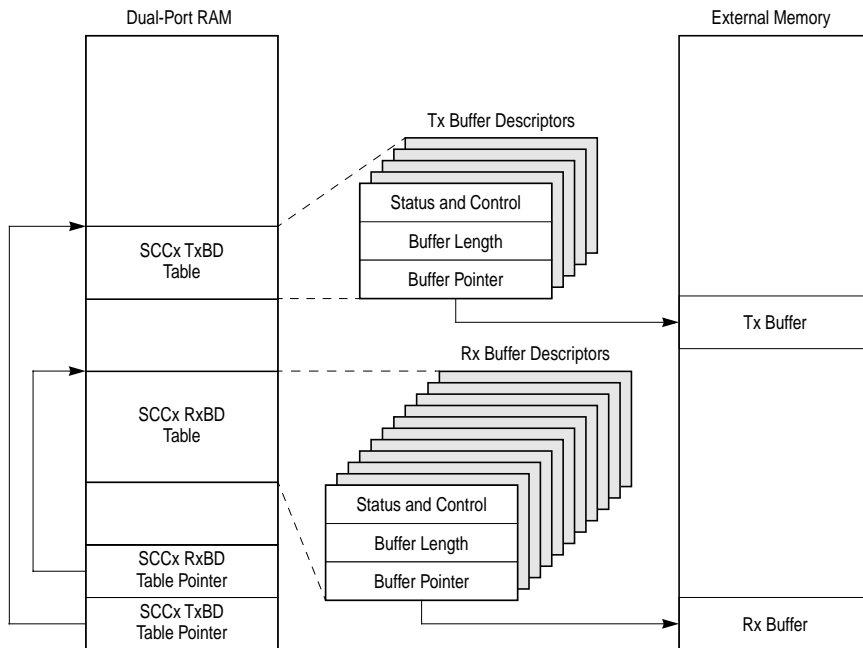 Dual-Port RAM
External Memory
Tx Buffer Descriptors
Status and Control
Buffer Length
Buffer Pointer
SCCx TxBD
Table
Tx Buffer
Rx Buffer Descriptors
SCCx RxBD
Table
Status and Control
Buffer Length
Buffer Pointer
SCCx RxBD
Table Pointer
SCCx TxBD
Table Pointer
Rx Buffer